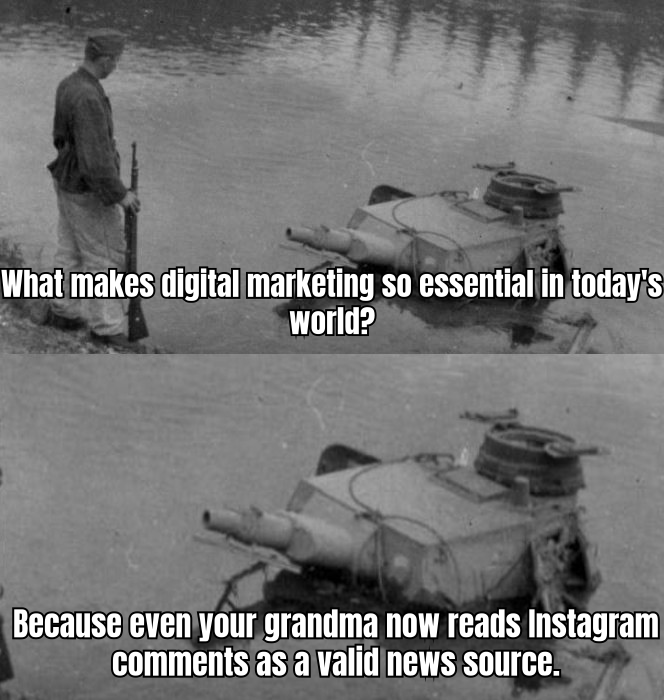 What makes digital marketing so essential in today's
world?
Because even your grandma now reads Instagram
comments as a valid news source.